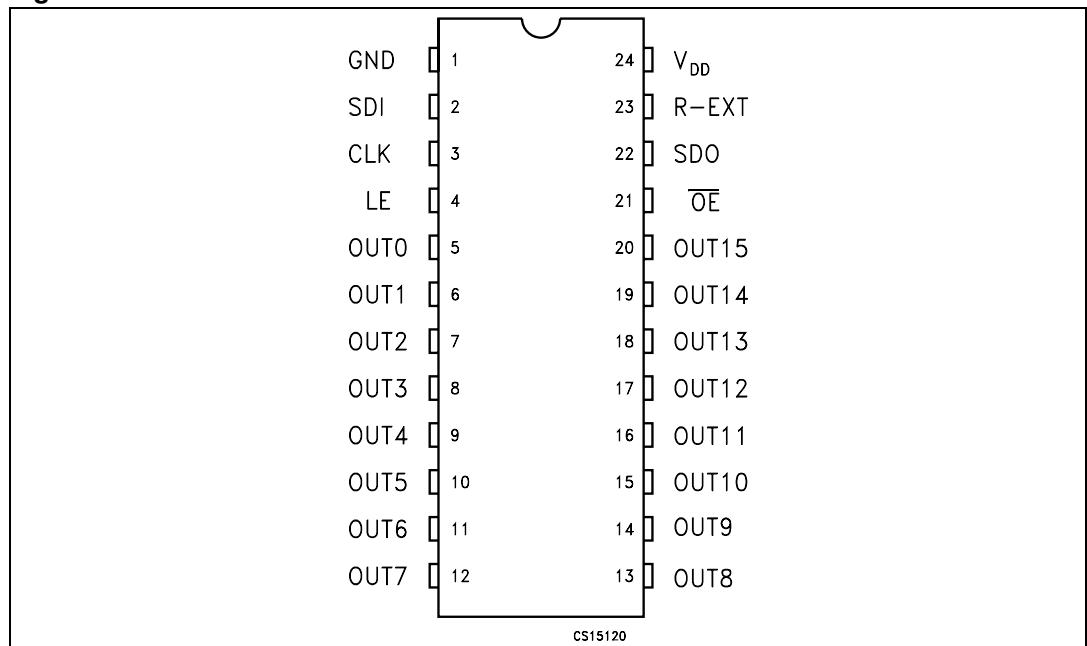 GND 1 24 VDD
SDI 2 23 R-EXT
CLK 3 22 SDO
LE 4 21 O̅E̅
OUT0 5 20 OUT15
OUT1 6 19 OUT14
OUT2 7 18 OUT13
OUT3 8 17 OUT12
OUT4 9 16 OUT11
OUT5 10 15 OUT10
OUT6 11 14 OUT9
OUT7 12 13 OUT8
CS15120